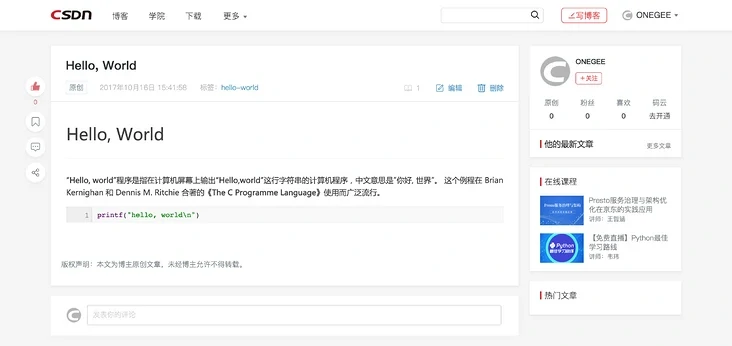 CSDN 博客 学院 下载 更多 写博客 ONEGEE
Hello, World
原创 2017年10月16日 15:41:56 标签：hello-world 1 编辑 删除
0
Hello, World
"Hello, world"程序是指在计算机屏幕上输出"Hello,world"这行字符串的计算机程序，中文意思是"你好, 世界"。 这个例程在 Brian
Kernighan 和 Dennis M. Ritchie 合著的《The C Programme Language》使用而广泛流行。
1 printf("hello, world\n")
版权声明：本文为博主原创文章，未经博主允许不得转载。
发表你的评论
ONEGEE
+关注
原创 粉丝 喜欢 码云
0 0 0 去开通
他的最新文章 更多文章
在线课程
Presto服务治理与架构优
化在京东的实践应用
讲师：王哲涵
【免费直播】Python最佳
学习路线
讲师：韦玮
Python
热门文章